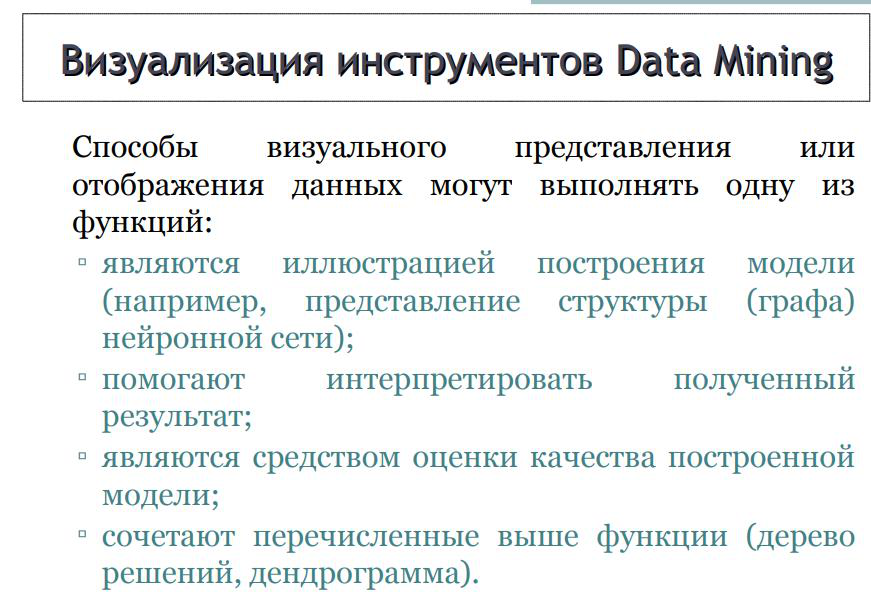 Визуализация инструментов Data Mining
Способы визуального представления или
отображения данных могут выполнять одну из
функций:
▫ являются иллюстрацией построения модели
(например, представление структуры (графа)
нейронной сети);
▫ помогают интерпретировать полученный
результат;
▫ являются средством оценки качества построенной
модели;
▫ сочетают перечисленные выше функции (дерево
решений, дендрограмма).